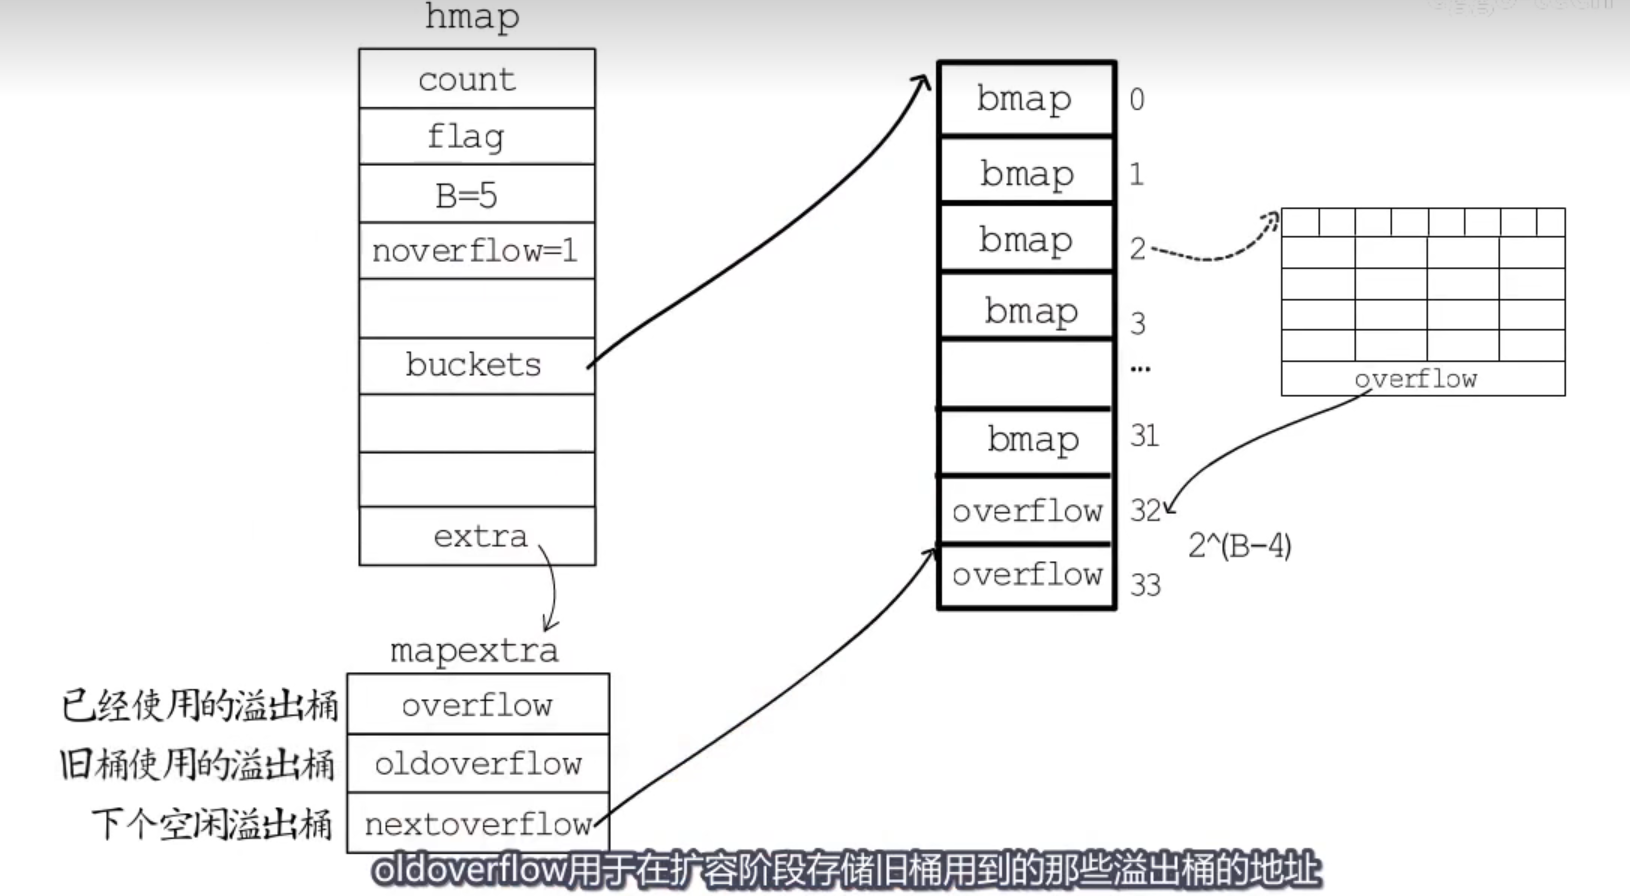 hmap
count
flag
B=5
noverflow=1
buckets
extra
mapextra
已经使用的溢出桶
overflow
旧桶使用的溢出桶
oldoverflow
下个空闲溢出桶
nextoverflow
bmap
0
bmap
1
bmap
2
bmap
3
...
bmap
31
overflow
32
2^(B-4)
overflow
33
overflow
oldoverflow用于在扩容阶段存储旧桶用到的那些溢出桶的地址